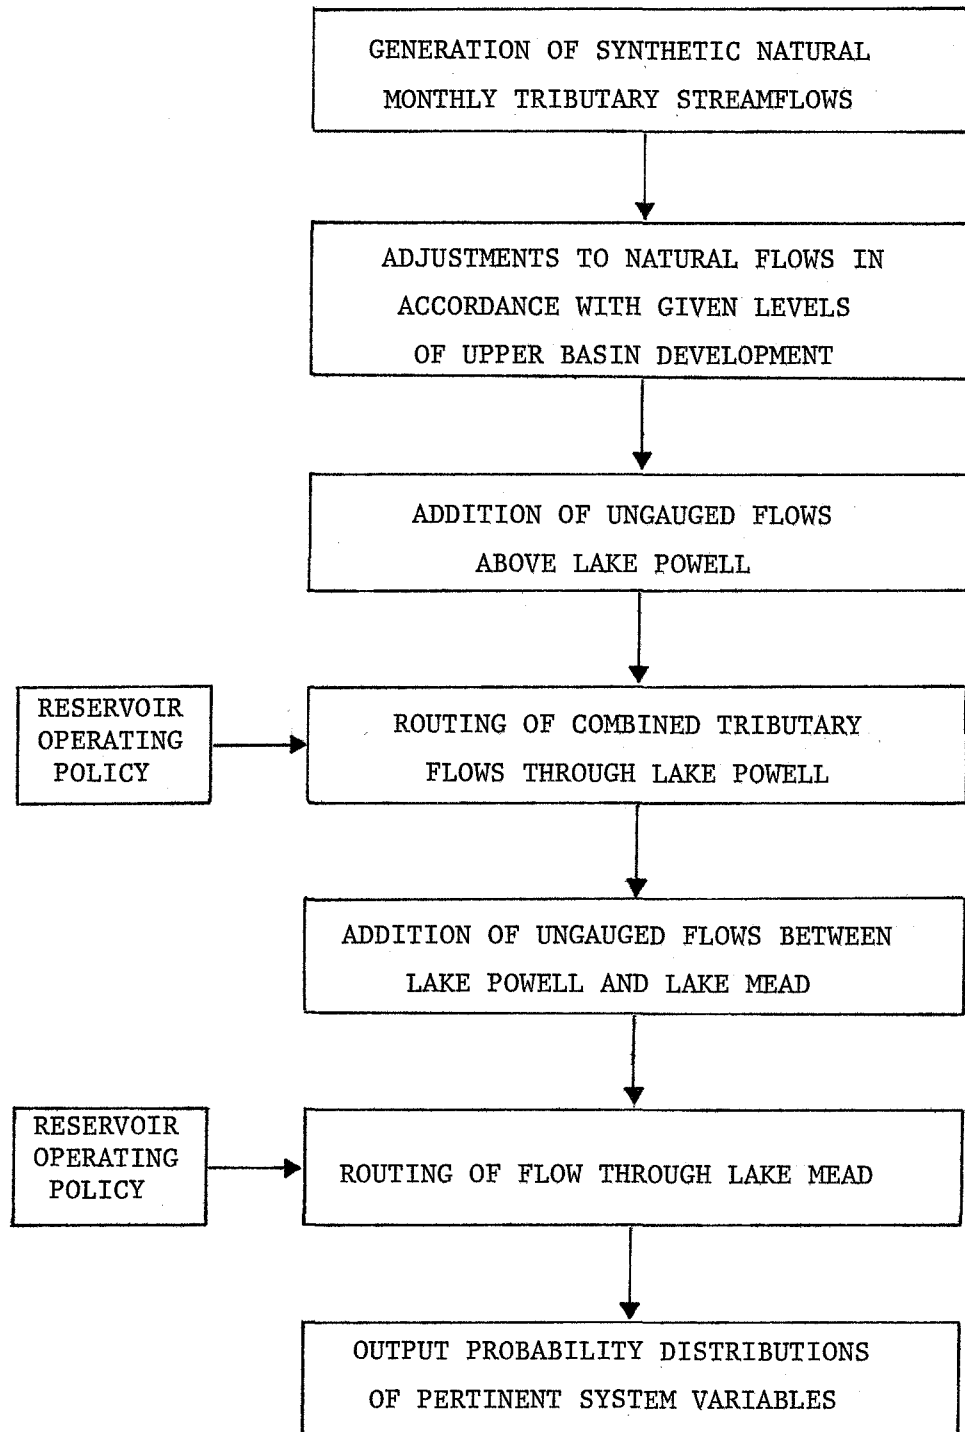 GENERATION OF SYNTHETIC NATURAL
MONTHLY TRIBUTARY STREAMFLOWS
ADJUSTMENTS TO NATURAL FLOWS IN
ACCORDANCE WITH GIVEN LEVELS
OF UPPER BASIN DEVELOPMENT
ADDITION OF UNGAUGED FLOWS
ABOVE LAKE POWELL
RESERVOIR
OPERATING
POLICY
ROUTING OF COMBINED TRIBUTARY
FLOWS THROUGH LAKE POWELL
ADDITION OF UNGAUGED FLOWS BETWEEN
LAKE POWELL AND LAKE MEAD
RESERVOIR
OPERATING
POLICY
ROUTING OF FLOW THROUGH LAKE MEAD
OUTPUT PROBABILITY DISTRIBUTIONS
OF PERTINENT SYSTEM VARIABLES